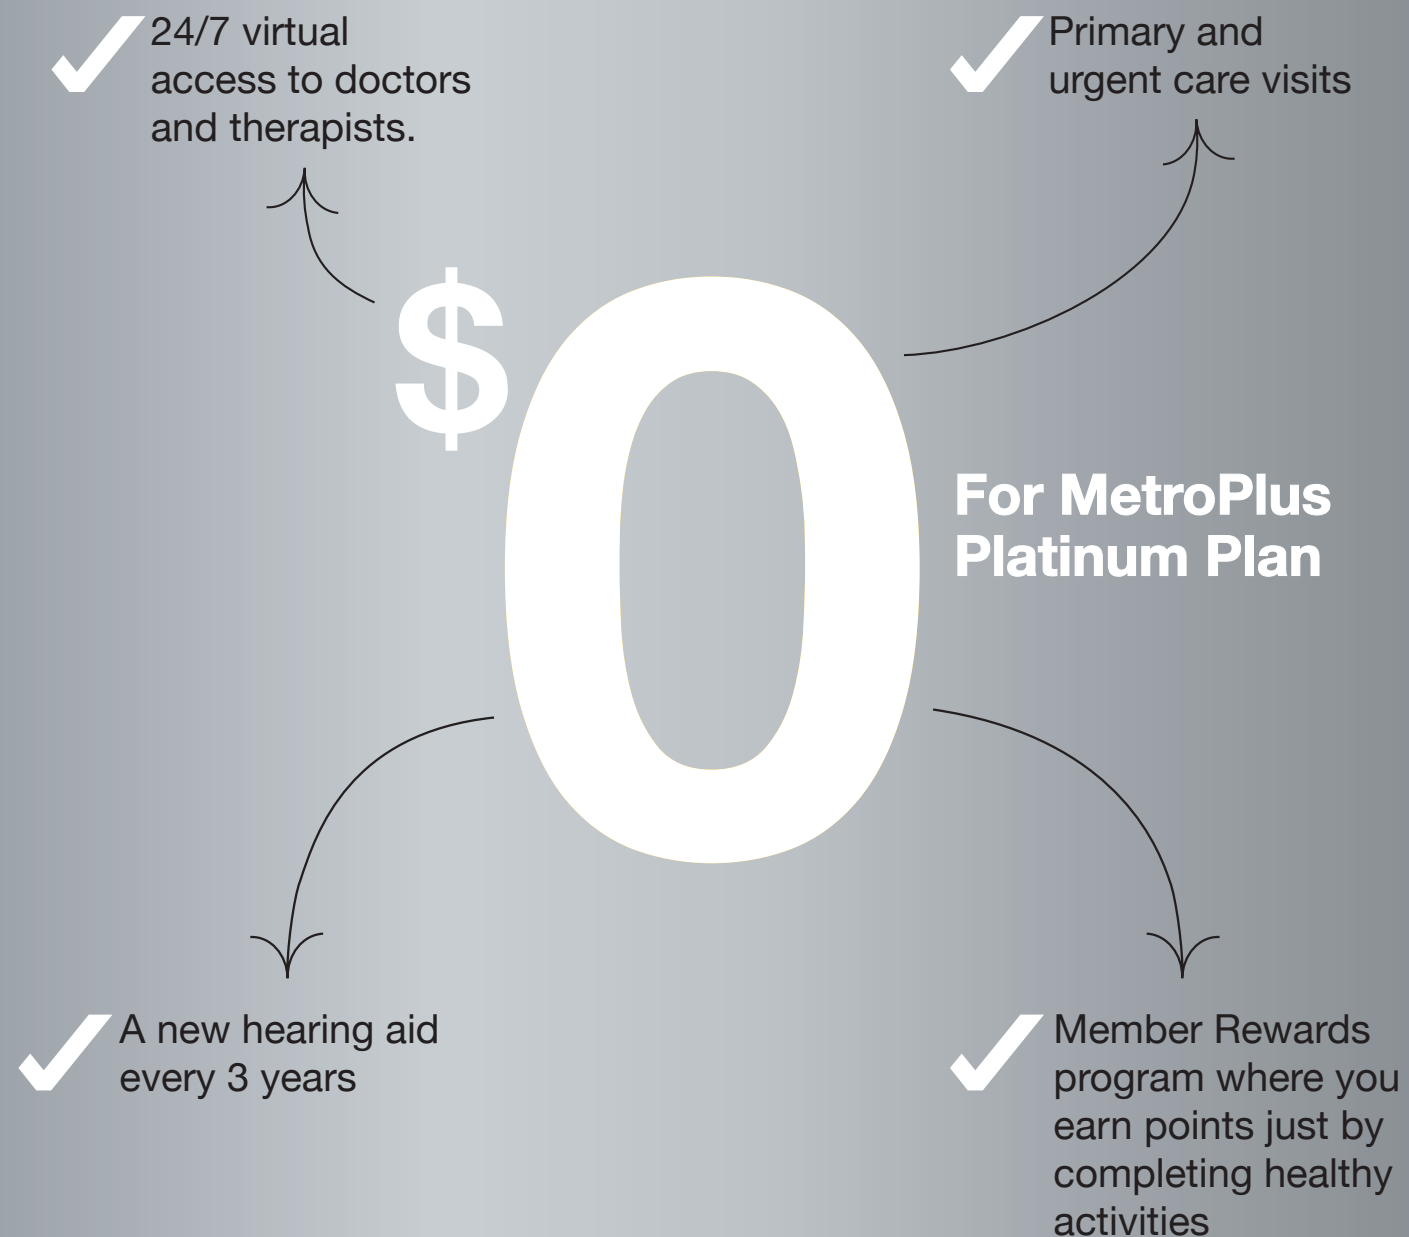 24/7 virtual
access to doctors
and therapists.
Primary and
urgent care visits
$0
For MetroPlus
Platinum Plan
A new hearing aid
every 3 years
Member Rewards
program where you
earn points just by
completing healthy
activities